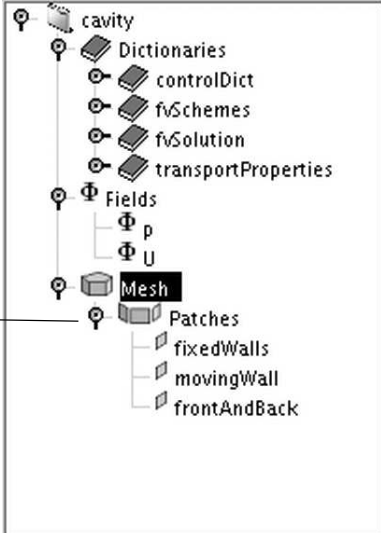 cavity
Dictionaries
controlDict
fvSchemes
fvSolution
transportProperties
Φ Fields
Φ p
Φ U
Mesh
Patches
fixedWalls
movingWall
frontAndBack